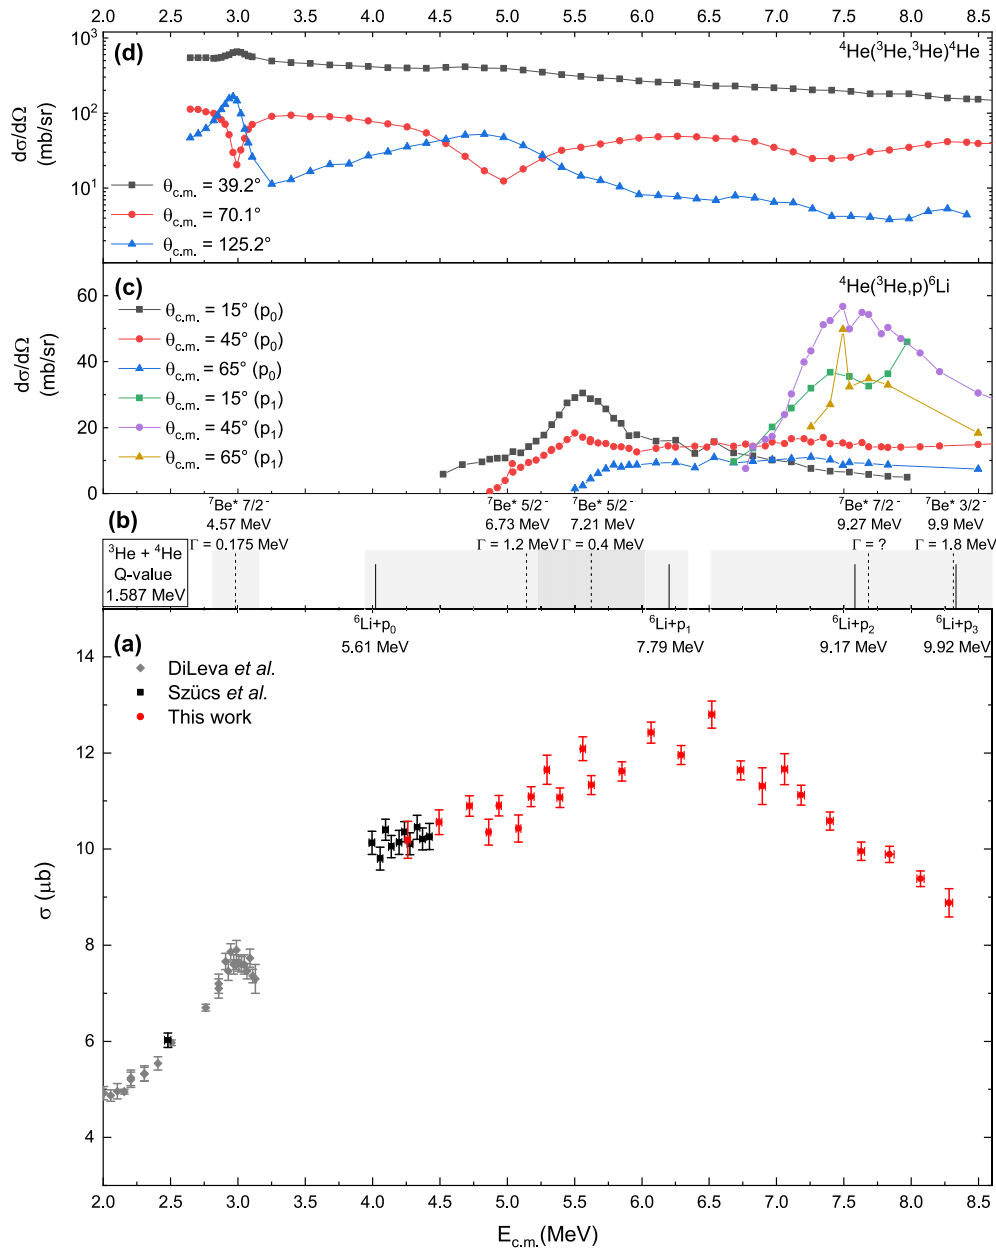 2.0 2.5 3.0 3.5 4.0 4.5 5.0 5.5 6.0 6.5 7.0 7.5 8.0 8.5
(d)
⁴He(³He,³He)⁴He
10³
10²
10¹
dσ/dΩ
(mb/sr)
θc.m. = 39.2°
θc.m. = 70.1°
θc.m. = 125.2°
(c)
⁴He(³He,p)⁶Li
60
40
20
0
dσ/dΩ
(mb/sr)
θc.m. = 15° (p₀)
θc.m. = 45° (p₀)
θc.m. = 65° (p₀)
θc.m. = 15° (p₁)
θc.m. = 45° (p₁)
θc.m. = 65° (p₁)
(b)
³He + ⁴He
Q-value
1.587 MeV
⁷Be* 7/2⁻
4.57 MeV
Γ = 0.175 MeV
⁷Be* 5/2⁻
6.73 MeV
Γ = 1.2 MeV
⁷Be* 5/2⁻
7.21 MeV
Γ = 0.4 MeV
⁷Be* 7/2⁻
9.27 MeV
Γ = ?
⁷Be* 3/2⁻
9.9 MeV
Γ = 1.8 MeV
⁶Li+p₀
5.61 MeV
⁶Li+p₁
7.79 MeV
⁶Li+p₂
9.17 MeV
⁶Li+p₃
9.92 MeV
(a)
DiLeva et al.
Szücs et al.
This work
14
12
10
8
6
4
σ (μb)
2.0 2.5 3.0 3.5 4.0 4.5 5.0 5.5 6.0 6.5 7.0 7.5 8.0 8.5
Ec.m.(MeV)